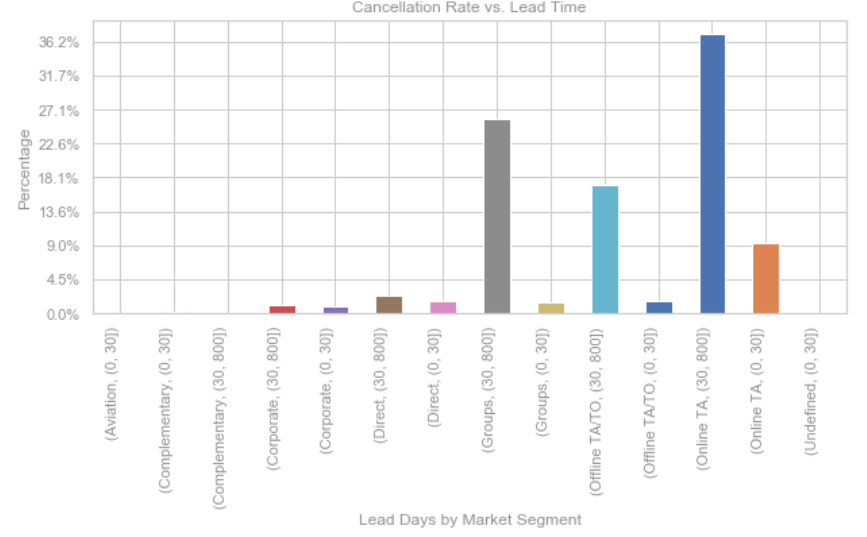 Cancellation Rate vs. Lead Time
36.2%
31.7%
27.1%
22.6%
18.1%
13.6%
9.0%
4.5%
0.0%
Percentage
(Aviation, (0, 30])
(Complementary, (0, 30])
(Complementary, (30, 800])
(Corporate, (30, 800])
(Corporate, (0, 30])
(Direct, (30, 800])
(Direct, (0, 30])
(Groups, (30, 800])
(Groups, (0, 30])
(Offline TA/TO, (30, 800])
(Offline TA/TO, (0, 30])
(Online TA, (30, 800])
(Online TA, (0, 30])
(Undefined, (0, 30])
Lead Days by Market Segment